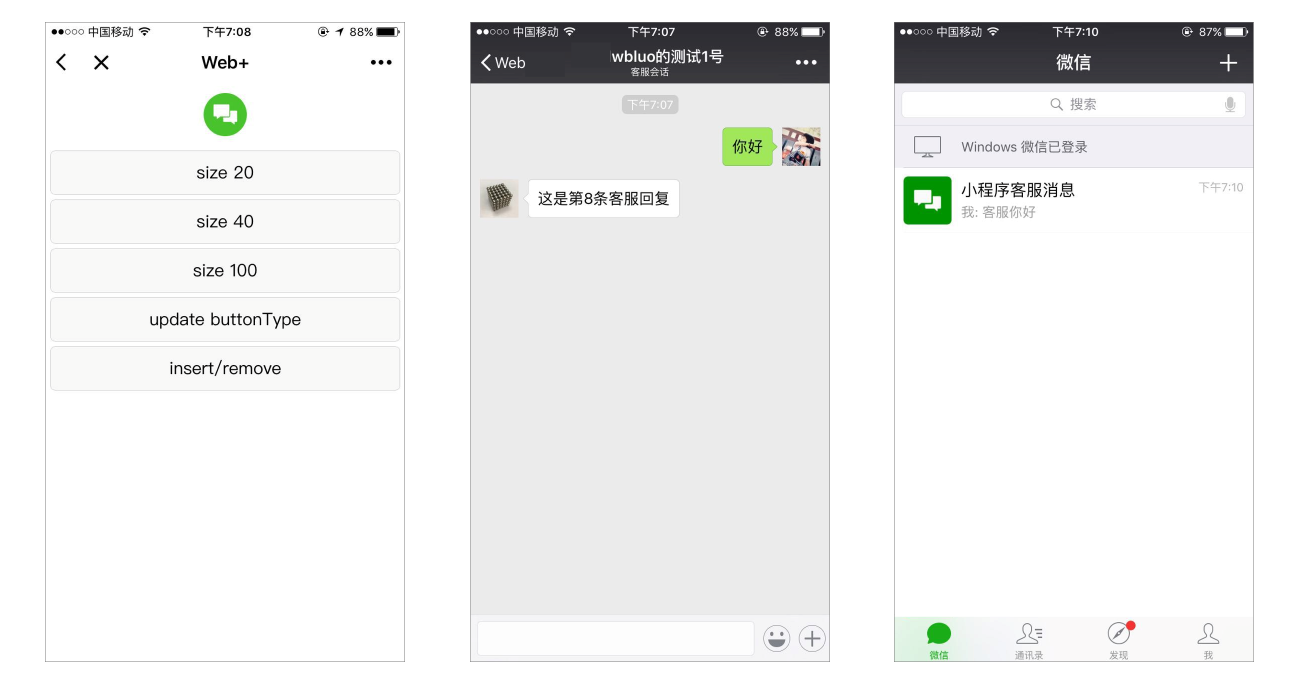 中国移动 下午7:08 88%
Web+
size 20
size 40
size 100
update buttonType
insert/remove
中国移动 下午7:07 88%
Web wbluo的测试1号
客服会话
下午7:07
你好
这是第8条客服回复
中国移动 下午7:10 87%
微信
搜索
Windows 微信已登录
小程序客服消息 下午7:10
我: 客服你好
微信 通讯录 发现 我